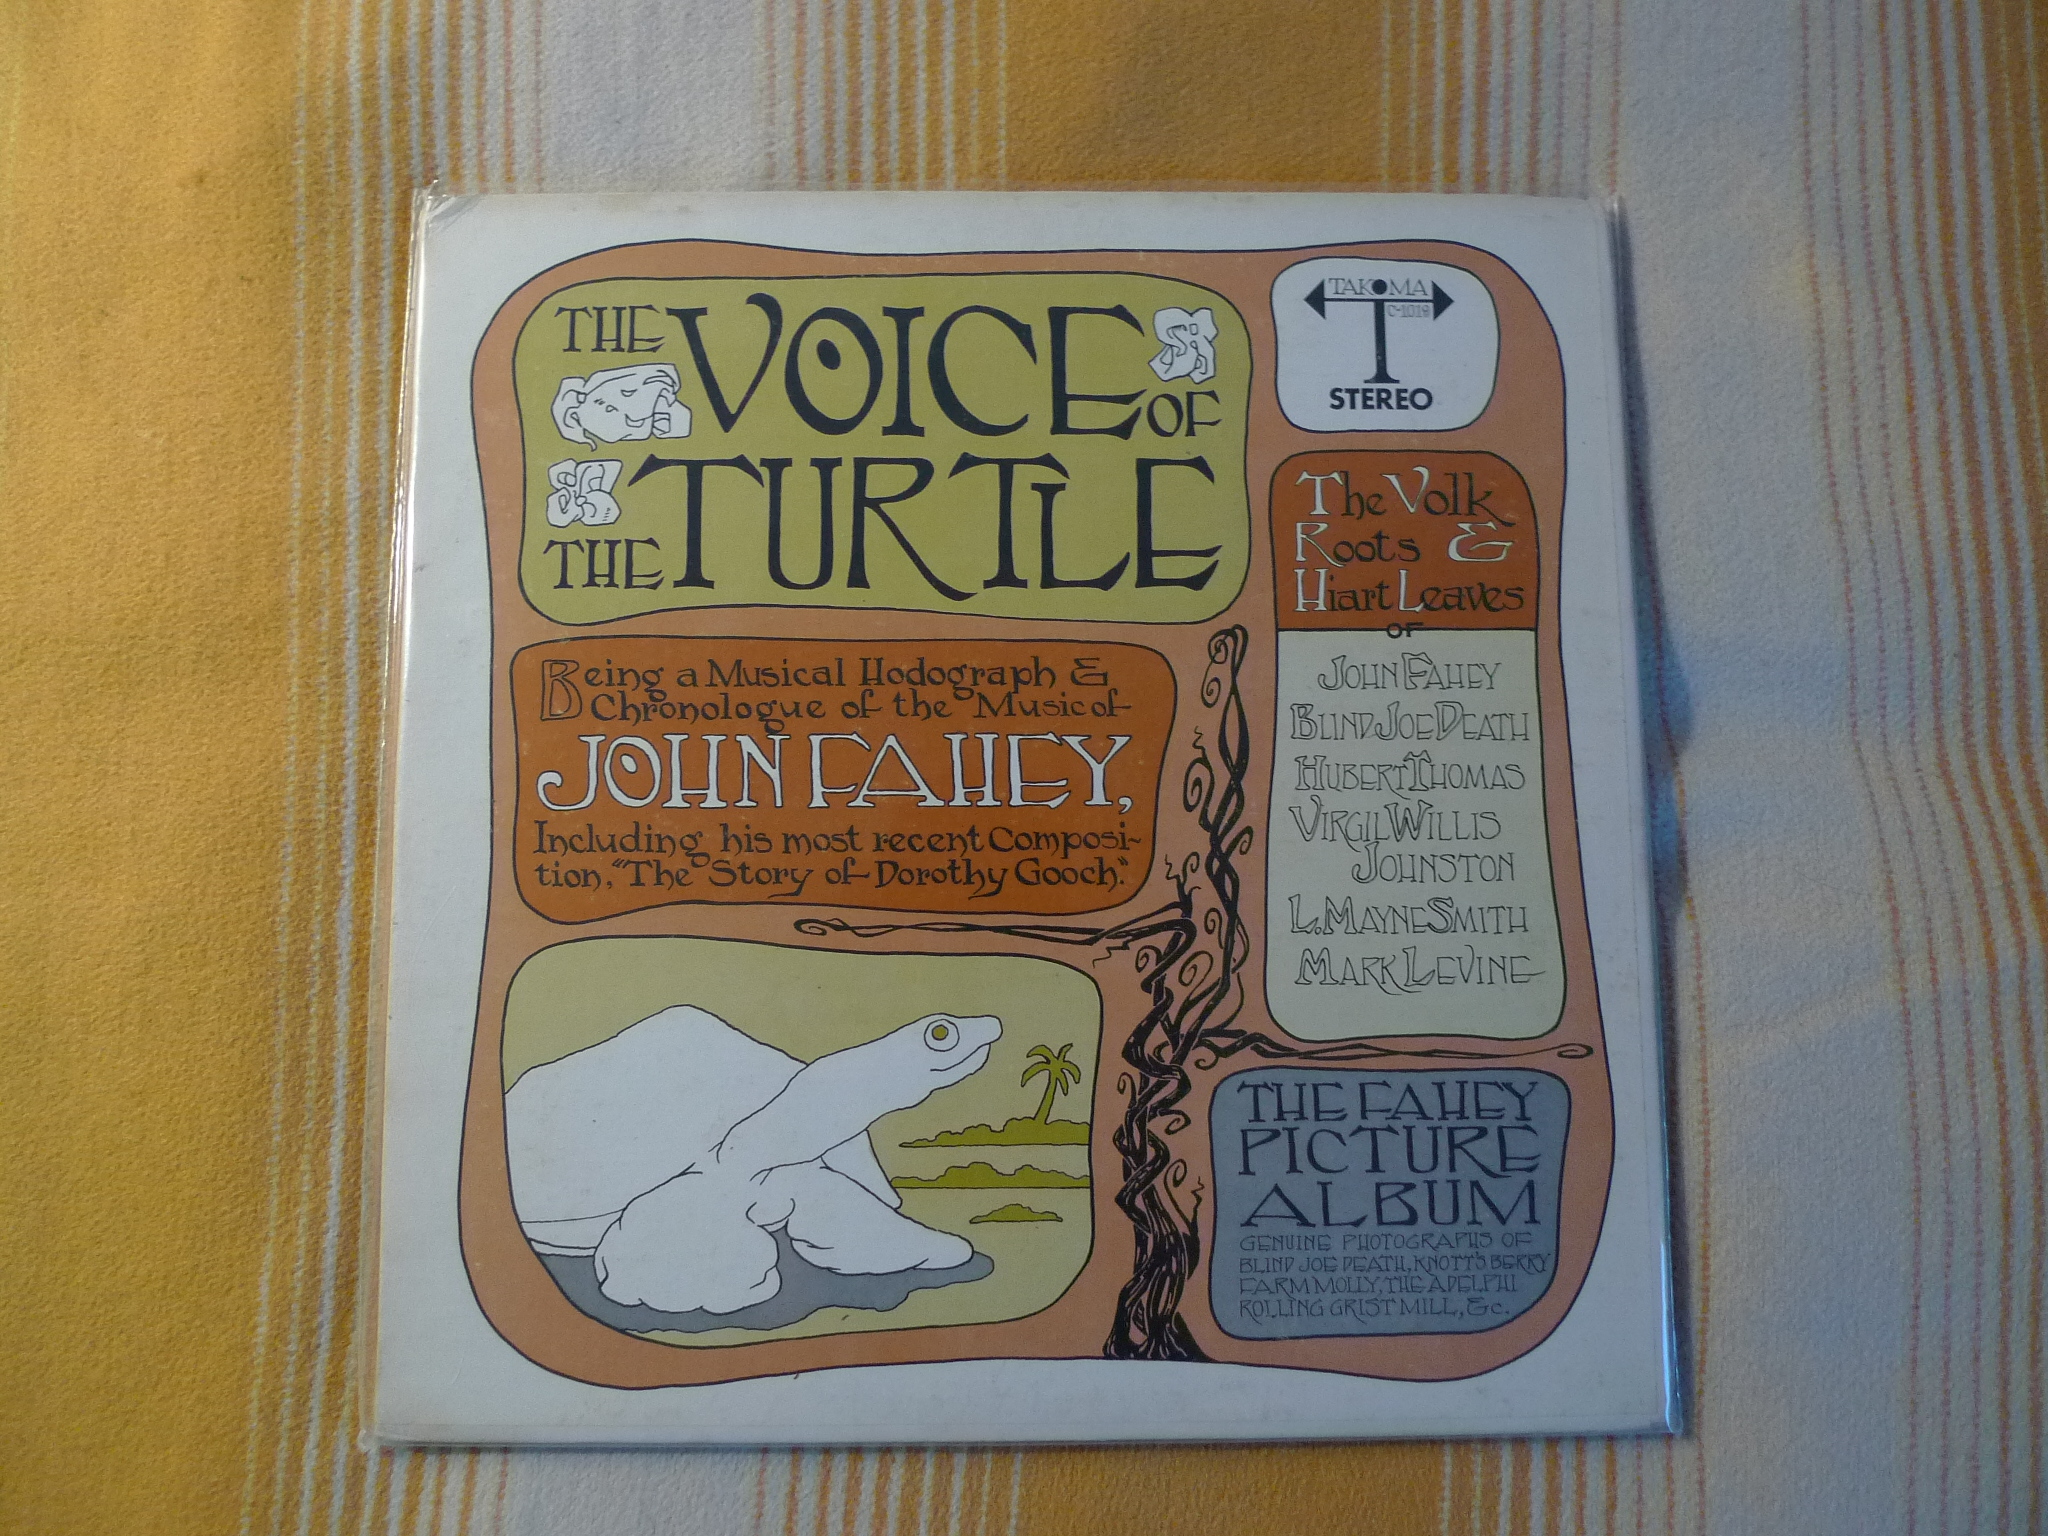 THE VOICE OF
THE TURTLE
TAKOMA
C-1019
T
STEREO
Being a Musical Hodograph &
Chronologue of the Music of
JOHN FAHEY,
Including his most recent Composi-
tion, "The Story of Dorothy Gooch."
The Volk
Roots &
Hiart Leaves
OF
JOHN FAHEY
BLIND JOE DEATH
HUBERT THOMAS
VIRGIL WILLIS
JOHNSTON
L. MAYNE SMITH
MARK LEVINE
THE FAHEY
PICTURE
ALBUM
GENUINE PHOTOGRAPHS OF
BLIND JOE DEATH, KNOTT'S BERRY
FARM MOLLY, THE ADELPHI
ROLLING GRIST MILL, &c.